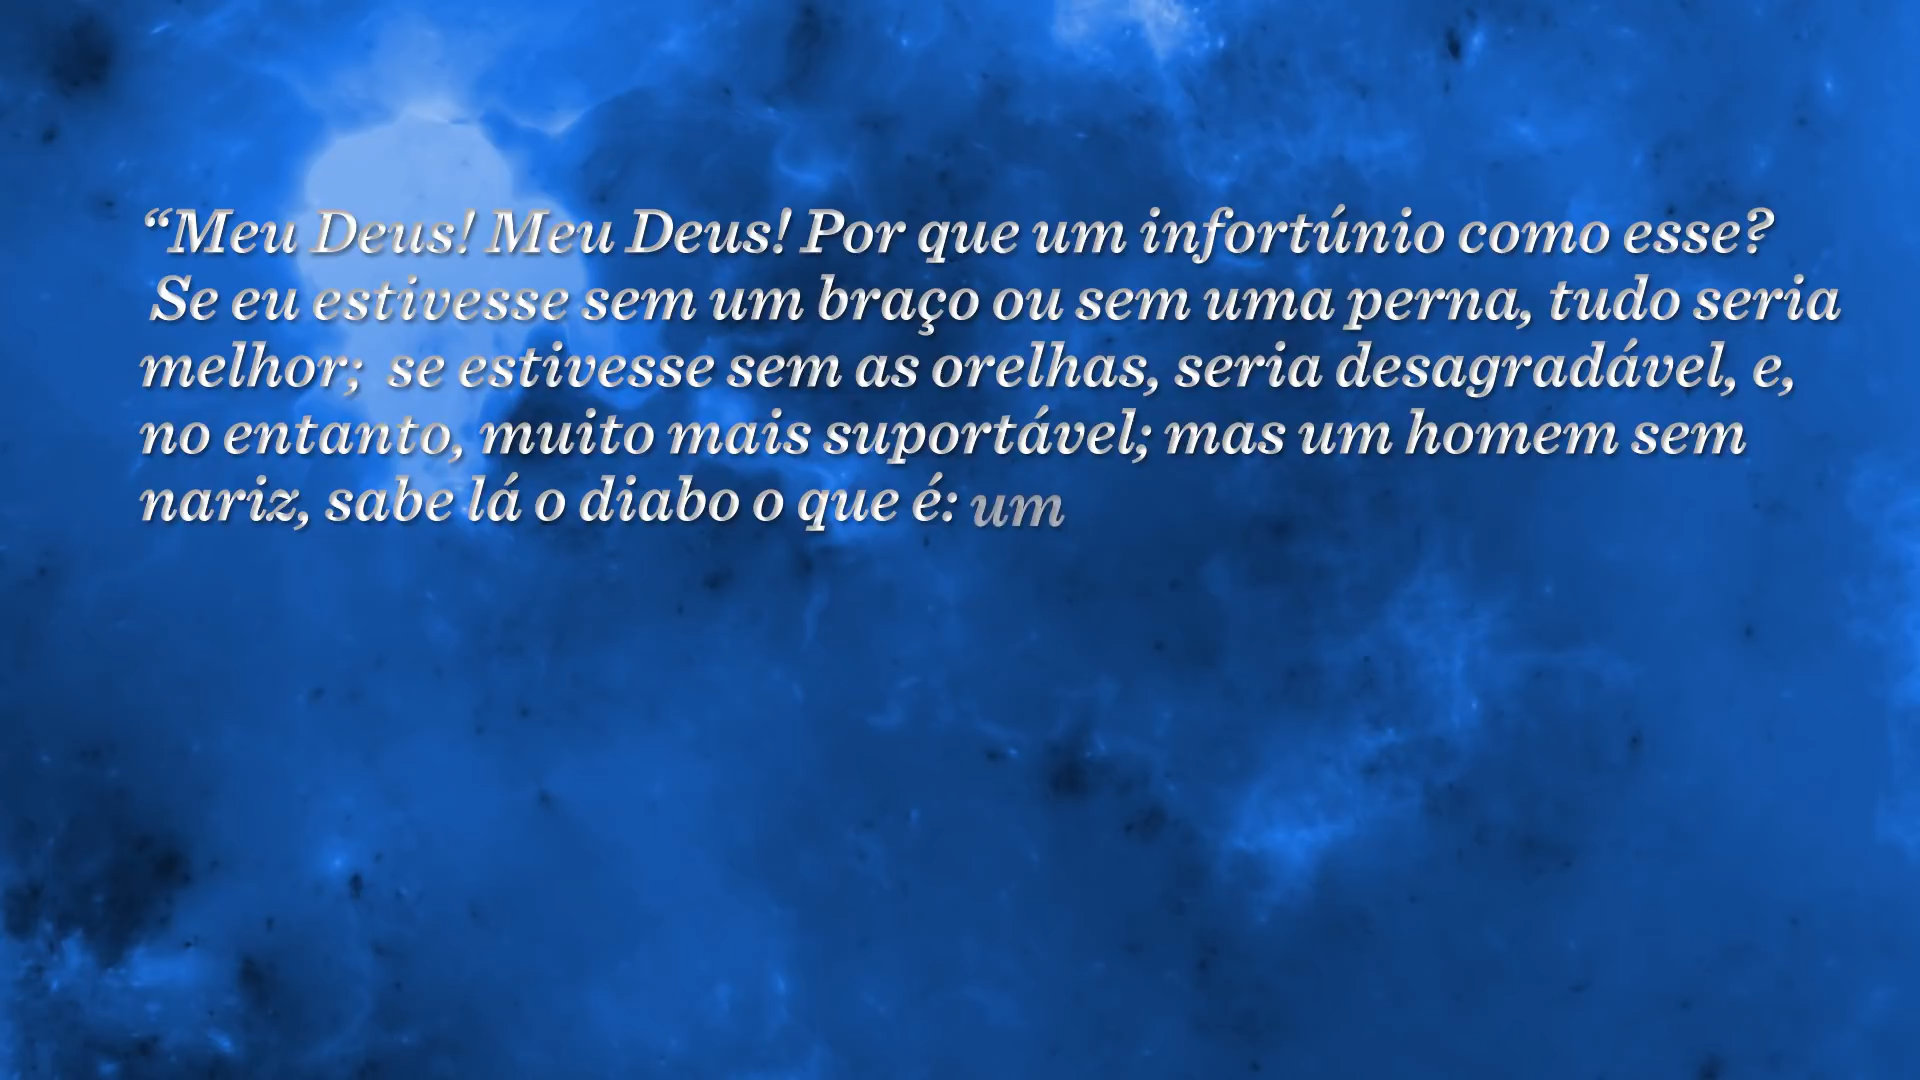 “Meu Deus! Meu Deus! Por que um infortúnio como esse?
Se eu estivesse sem um braço ou sem uma perna, tudo seria
melhor; se estivesse sem as orelhas, seria desagradável, e,
no entanto, muito mais suportável; mas um homem sem
nariz, sabe lá o diabo o que é: um